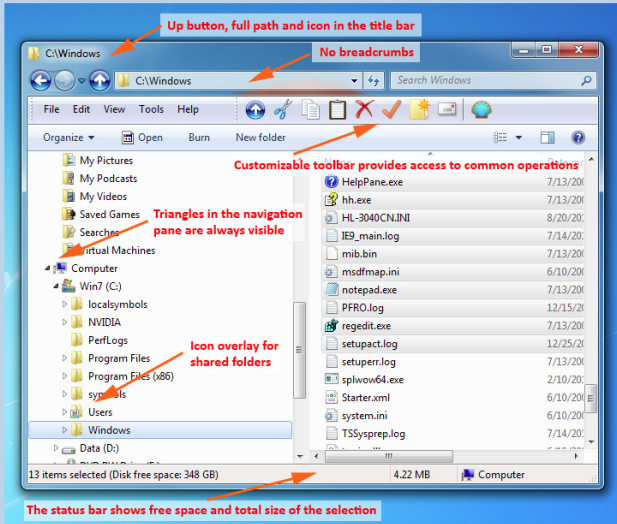 Up button, full path and icon in the title bar
C:\Windows
No breadcrumbs
C:\Windows
Search Windows
File Edit View Tools Help
Organize Open Burn New folder
Customizable toolbar provides access to common operations
My Pictures
My Podcasts
My Videos
Saved Games
Searches
Virtual Machines
Triangles in the navigation
pane are always visible
Computer
Win7 (C:)
localsymbols
NVIDIA
PerfLogs
Program Files
Program Files (x86)
symbols
Users
Windows
Data (D:)
Icon overlay for
shared folders
HelpPane.exe 7/13/200
hh.exe 7/13/200
HL-3040CN.INI 8/20/20
IE9_main.log 7/14/20
mib.bin 7/13/200
msdfmap.ini 6/10/200
notepad.exe 7/13/200
PFRO.log 12/15/2
regedit.exe 7/13/200
setupact.log 12/25/2
setuperr.log 7/13/200
splwow64.exe 2/10/20
Starter.xml 6/10/200
system.ini 6/10/200
TSSysprep.log 7/14/20
13 items selected (Disk free space: 348 GB) 4.22 MB Computer
The status bar shows free space and total size of the selection